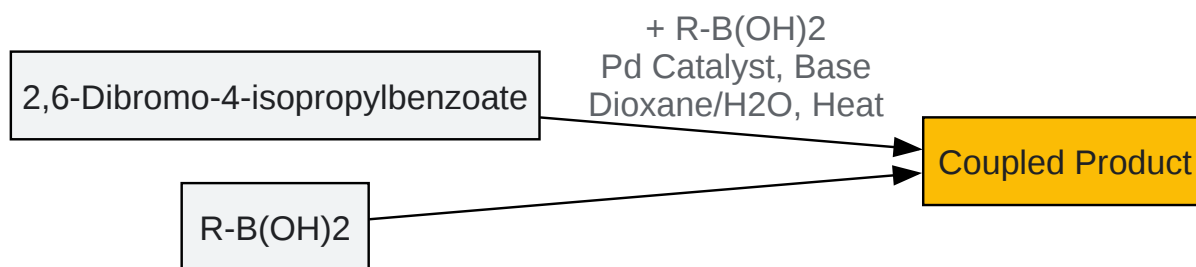 + R-B(OH)2
Pd Catalyst, Base
Dioxane/H2O, Heat
2,6-Dibromo-4-isopropylbenzoate
Coupled Product
R-B(OH)2